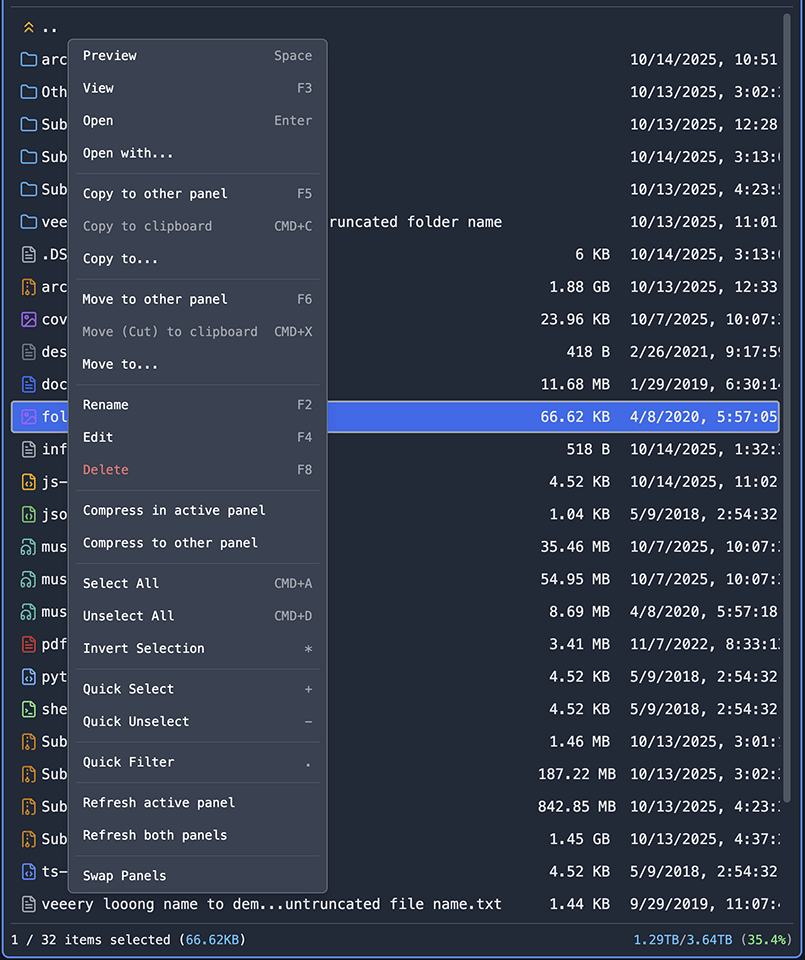 ..
arc 10/14/2025, 10:51
Oth 10/13/2025, 3:02:
Sub 10/13/2025, 12:28
Sub 10/14/2025, 3:13:
Sub 10/13/2025, 4:23:
vee runcated folder name 10/13/2025, 11:01
.DS 6 KB 10/14/2025, 3:13:
arc 1.88 GB 10/13/2025, 12:33
cov 23.96 KB 10/7/2025, 10:07:
des 418 B 2/26/2021, 9:17:59
doc 11.68 MB 1/29/2019, 6:30:14
fol 66.62 KB 4/8/2020, 5:57:05
inf 518 B 10/14/2025, 1:32:
js- 4.52 KB 10/14/2025, 11:02
jso 1.04 KB 5/9/2018, 2:54:32
mus 35.46 MB 10/7/2025, 10:07:
mus 54.95 MB 10/7/2025, 10:07:
mus 8.69 MB 4/8/2020, 5:57:18
pdf 3.41 MB 11/7/2022, 8:33:1
pyt 4.52 KB 5/9/2018, 2:54:32
she 4.52 KB 5/9/2018, 2:54:32
Sub 1.46 MB 10/13/2025, 3:01:
Sub 187.22 MB 10/13/2025, 3:02:
Sub 842.85 MB 10/13/2025, 4:23:
Sub 1.45 GB 10/13/2025, 4:37:
ts- 4.52 KB 5/9/2018, 2:54:32
veeery looong name to dem...untruncated file name.txt 1.44 KB 9/29/2019, 11:07:
Preview Space
View F3
Open Enter
Open with...
Copy to other panel F5
Copy to clipboard CMD+C
Copy to...
Move to other panel F6
Move (Cut) to clipboard CMD+X
Move to...
Rename F2
Edit F4
Delete F8
Compress in active panel
Compress to other panel
Select All CMD+A
Unselect All CMD+D
Invert Selection *
Quick Select +
Quick Unselect −
Quick Filter .
Refresh active panel
Refresh both panels
Swap Panels
1 / 32 items selected (66.62KB) 1.29TB/3.64TB (35.4%)